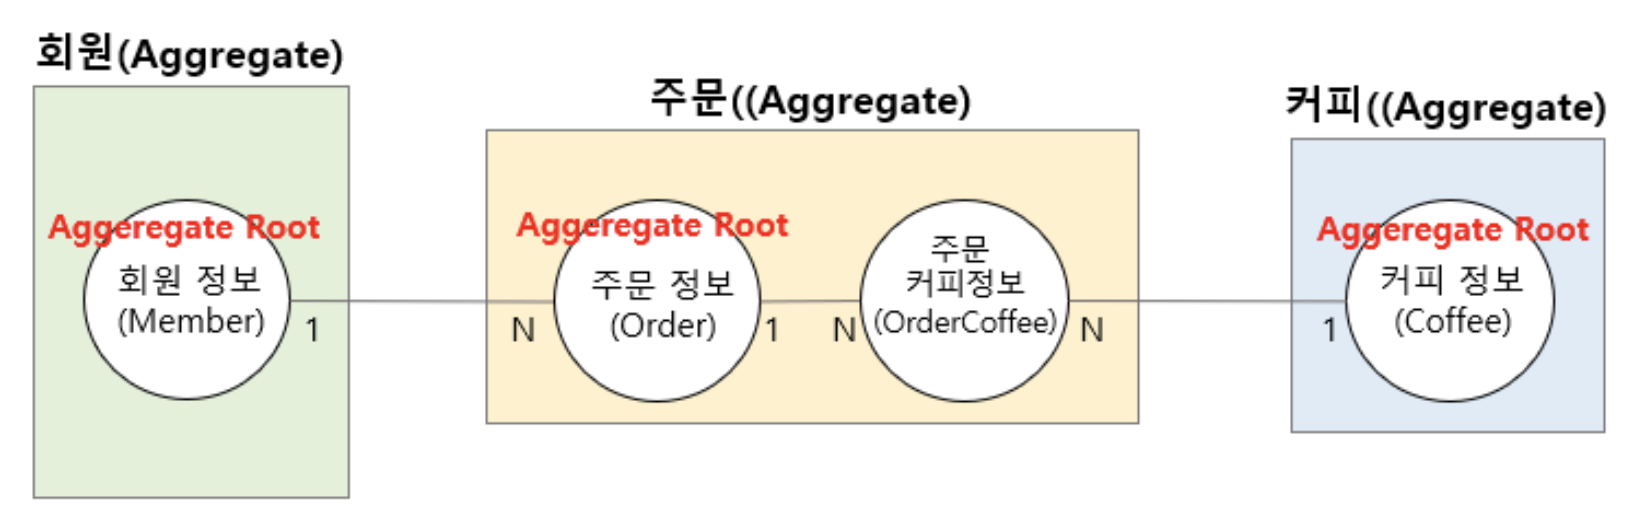 회원(Aggregate)
Aggeregate Root
회원 정보
(Member)
1
주문((Aggregate)
N
Aggeregate Root
주문 정보
(Order)
1
N
주문
커피정보
(OrderCoffee)
N
커피((Aggregate)
1
Aggeregate Root
커피 정보
(Coffee)